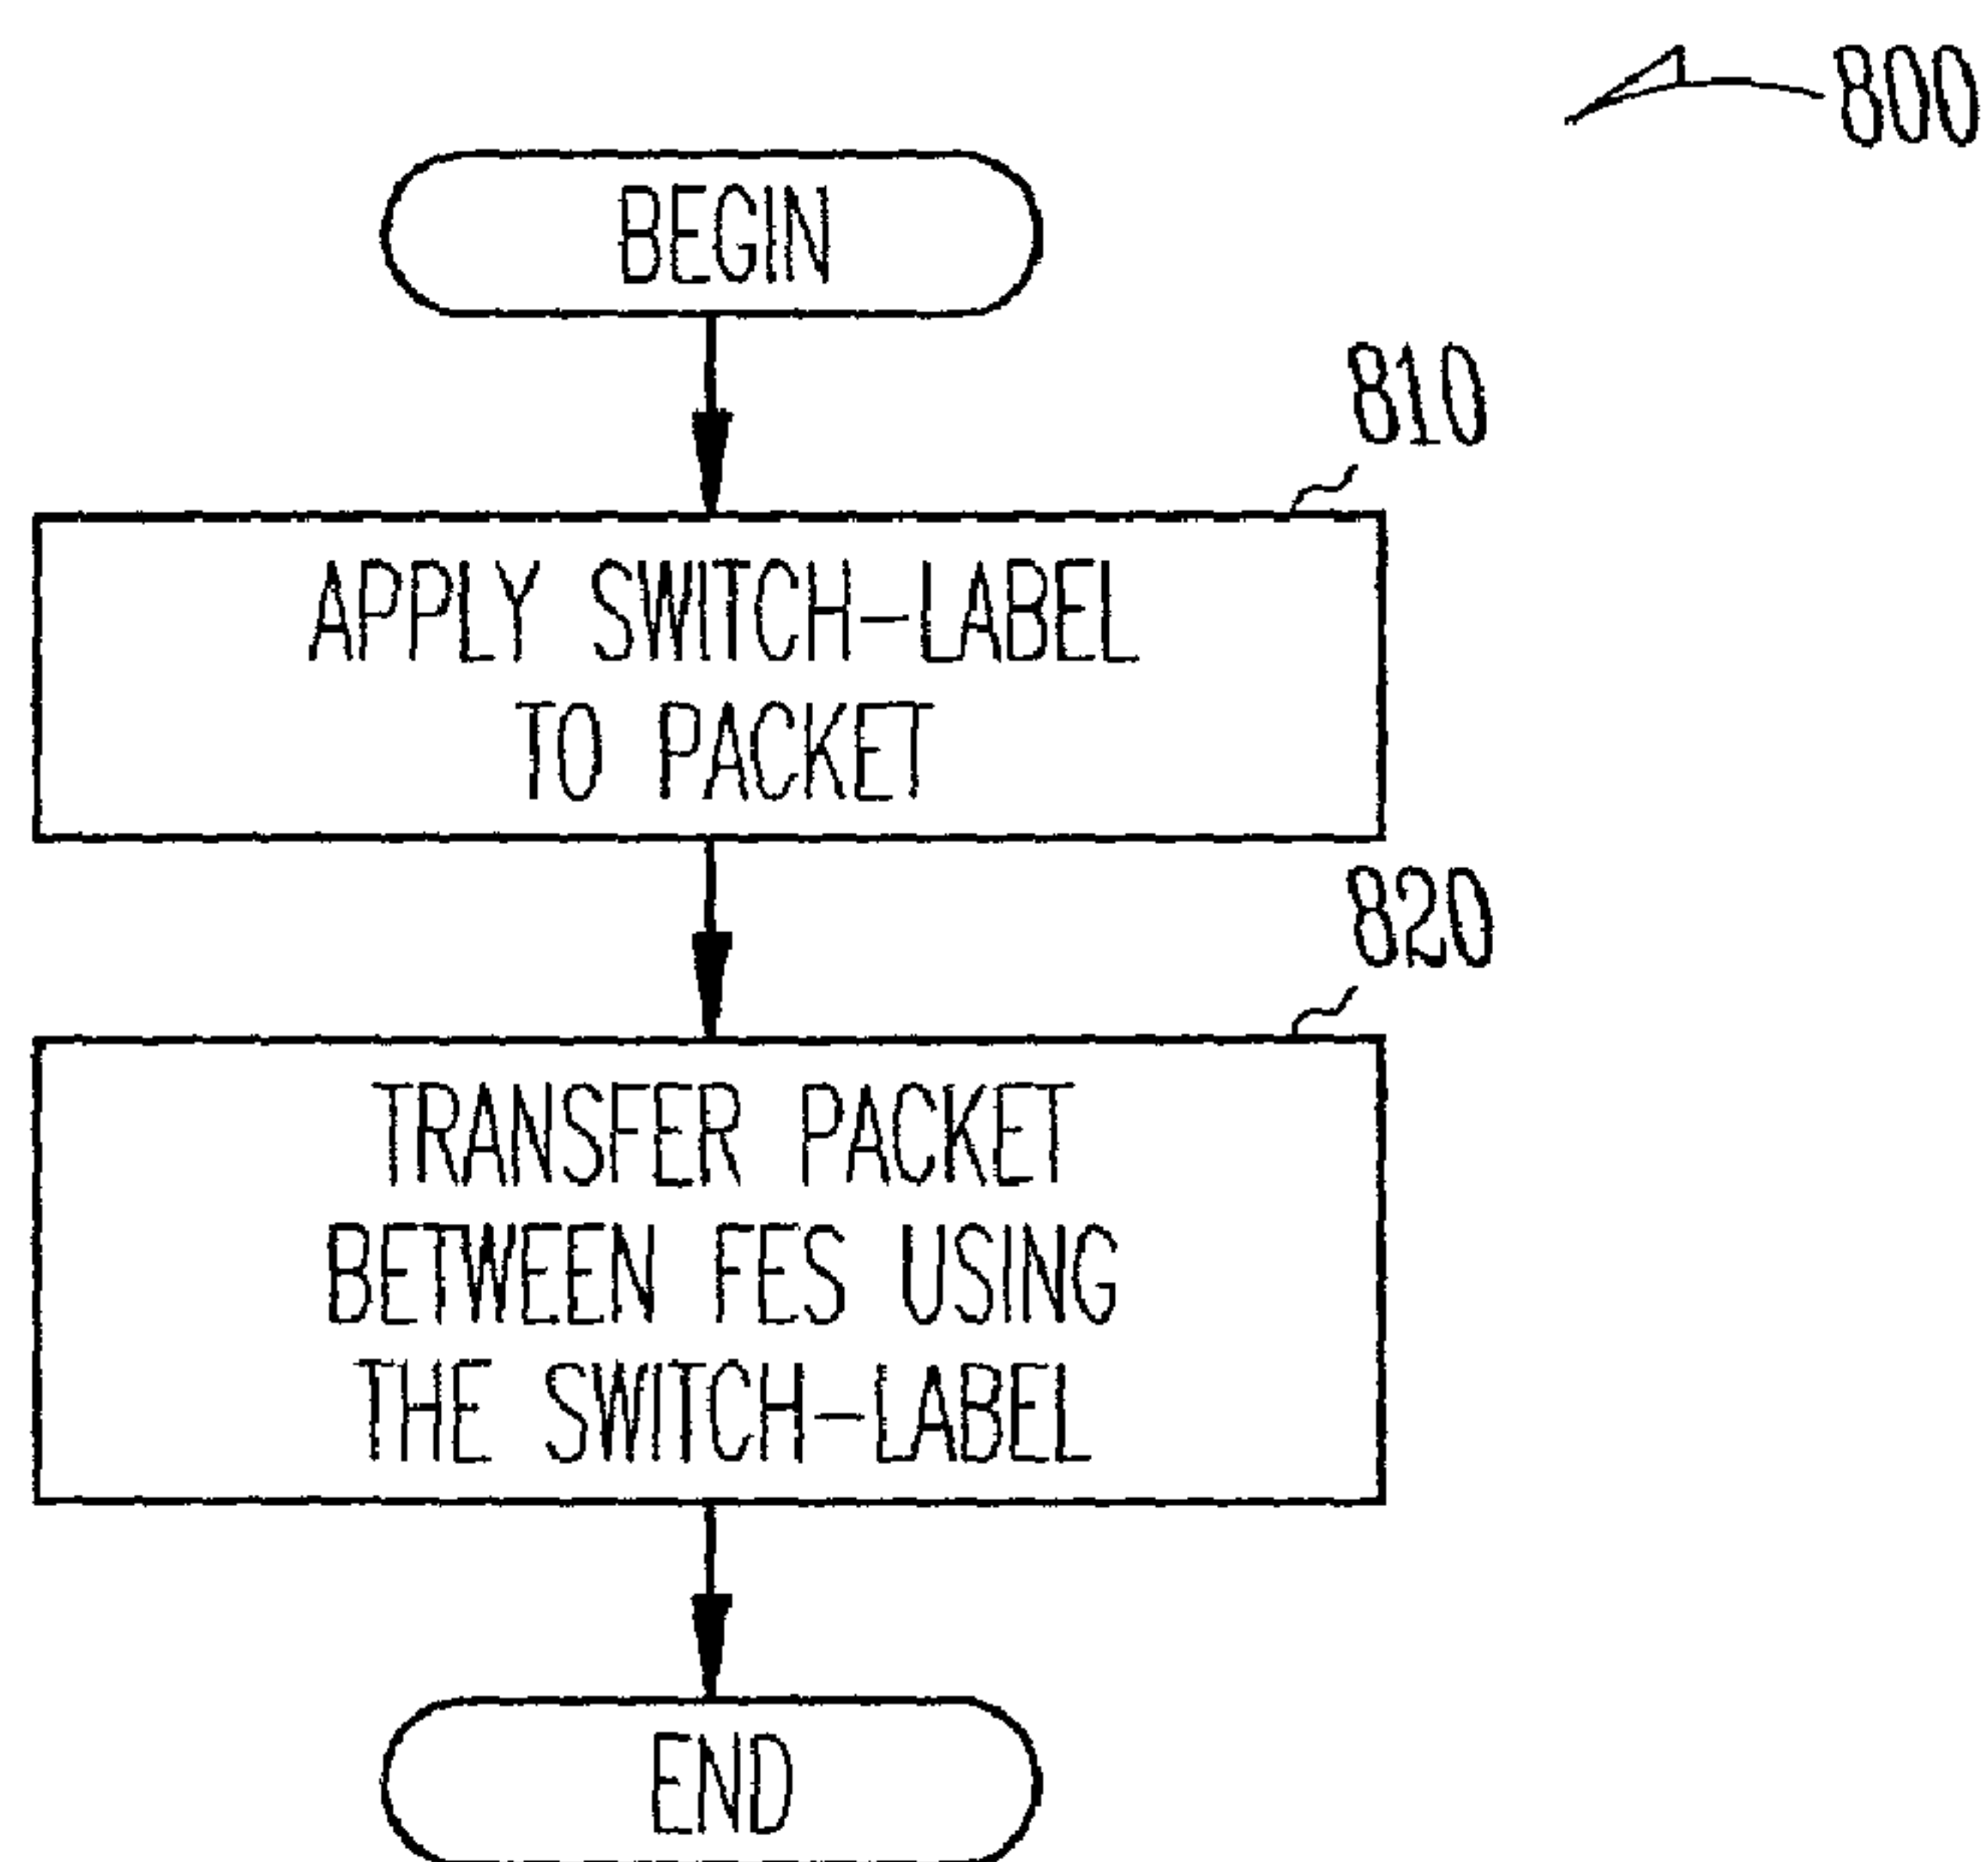 800
BEGIN
810
APPLY SWITCH-LABEL
TO PACKET
820
TRANSFER PACKET
BETWEEN FES USING
THE SWITCH-LABEL
END